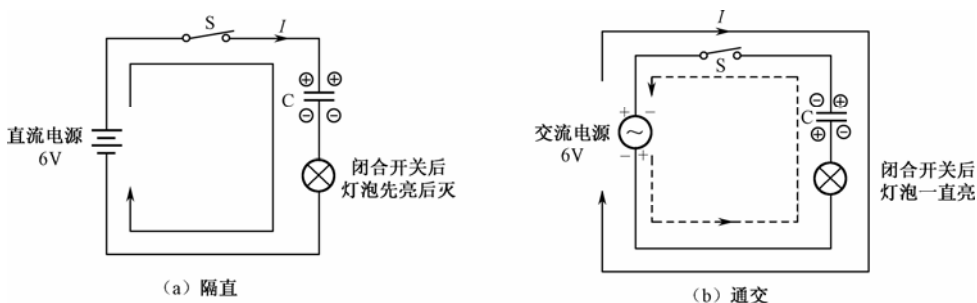 S
I
C
直流电源
6V
闭合开关后
灯泡先亮后灭
(a) 隔直
I
S
C
交流电源
6V
闭合开关后
灯泡一直亮
(b) 通交